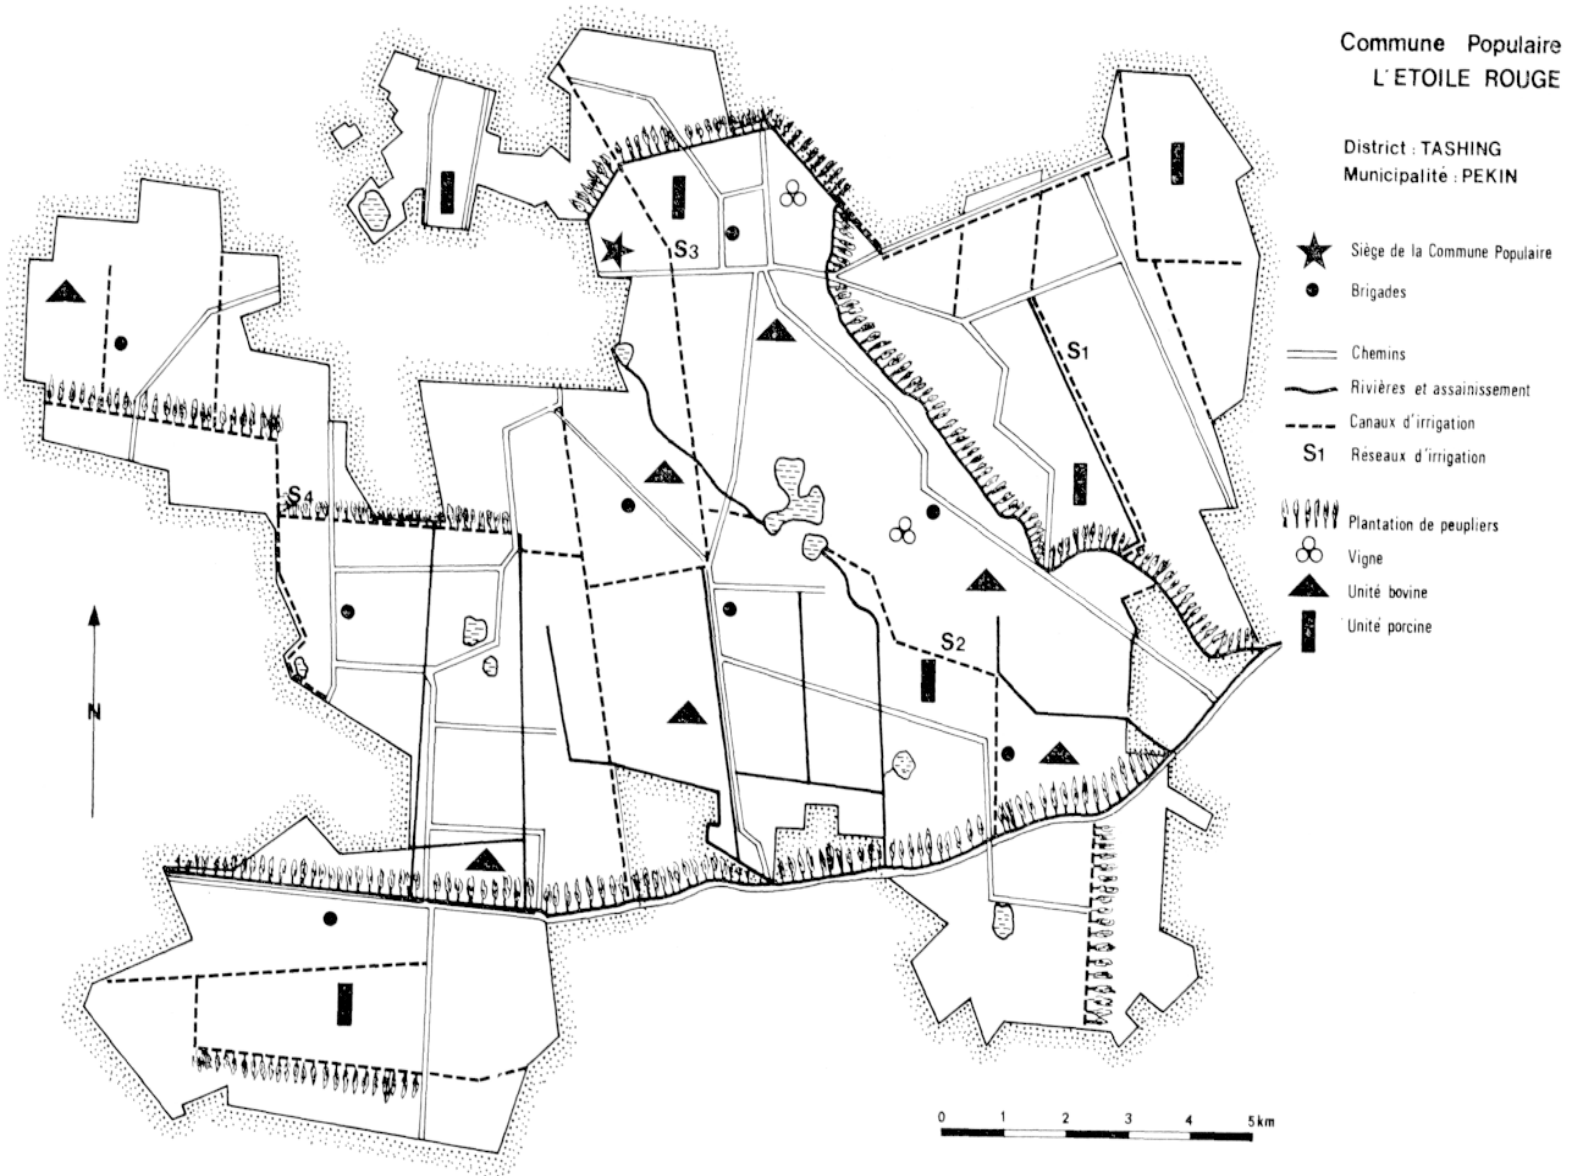 Commune Populaire
L'ETOILE ROUGE
District : TASHING
Municipalité : PEKIN
Siège de la Commune Populaire
Brigades
Chemins
Rivières et assainissement
Canaux d'irrigation
S1 Réseaux d'irrigation
Plantation de peupliers
Vigne
Unité bovine
Unité porcine
S3
S1
S4
S2
N
0 1 2 3 4 5 km